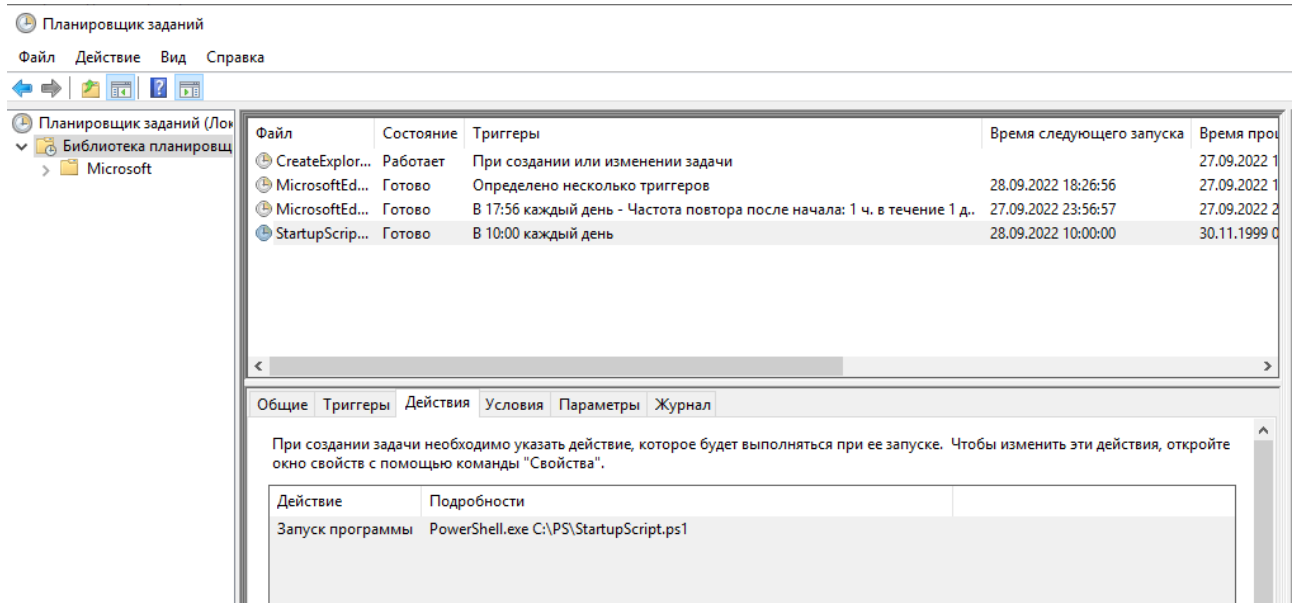 Планировщик заданий
Файл Действие Вид Справка
Планировщик заданий (Лок
Библиотека планировщ
Microsoft
Файл Состояние Триггеры Время следующего запуска Время прош
CreateExplor... Работает При создании или изменении задачи 27.09.2022 1
MicrosoftEd... Готово Определено несколько триггеров 28.09.2022 18:26:56 27.09.2022 1
MicrosoftEd... Готово В 17:56 каждый день - Частота повтора после начала: 1 ч. в течение 1 д.. 27.09.2022 23:56:57 27.09.2022 2
StartupScrip... Готово В 10:00 каждый день 28.09.2022 10:00:00 30.11.1999 0
Общие Триггеры Действия Условия Параметры Журнал
При создании задачи необходимо указать действие, которое будет выполняться при ее запуске. Чтобы изменить эти действия, откройте
окно свойств с помощью команды "Свойства".
Действие Подробности
Запуск программы PowerShell.exe C:\PS\StartupScript.ps1